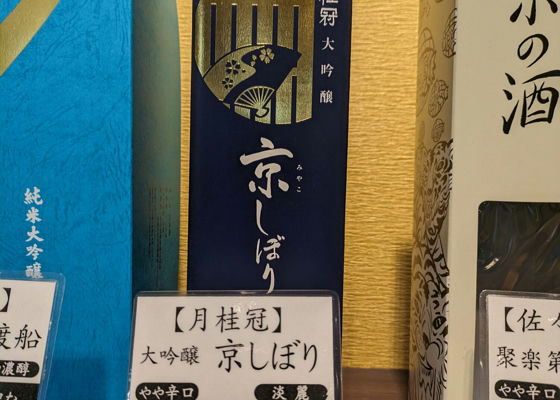 純米大吟醸
】
渡船
濃醇
桂冠
大吟醸
京しぼり
みやこ
【月桂冠】
大吟醸 京しぼり
やや辛口 淡麗
の酒
【佐
聚楽第
やや辛口